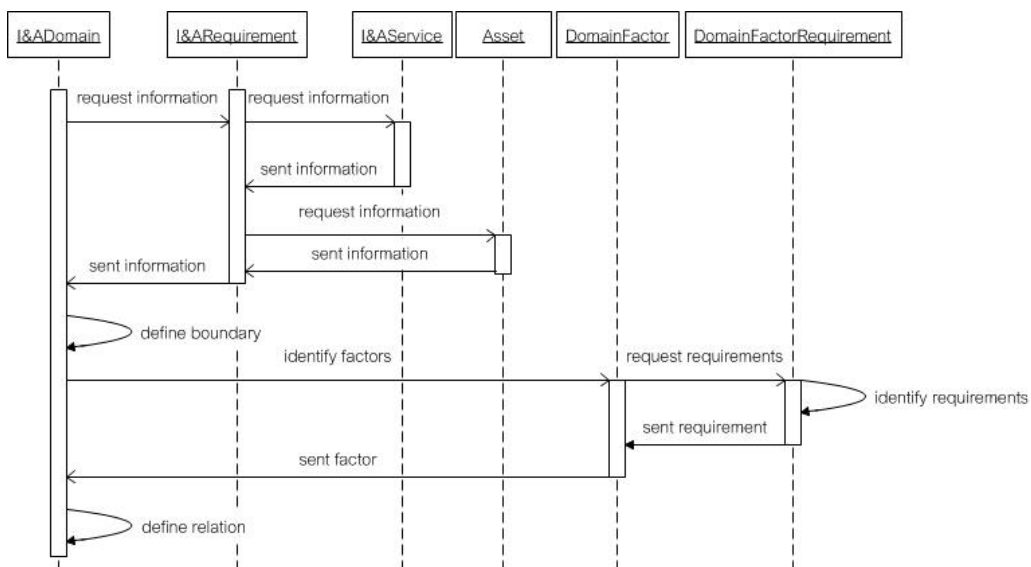 I&ADomain
I&ARequirement
I&AService
Asset
DomainFactor
DomainFactorRequirement
request information
request information
sent information
request information
sent information
sent information
define boundary
identify factors
request requirements
identify requirements
sent requirement
sent factor
define relation